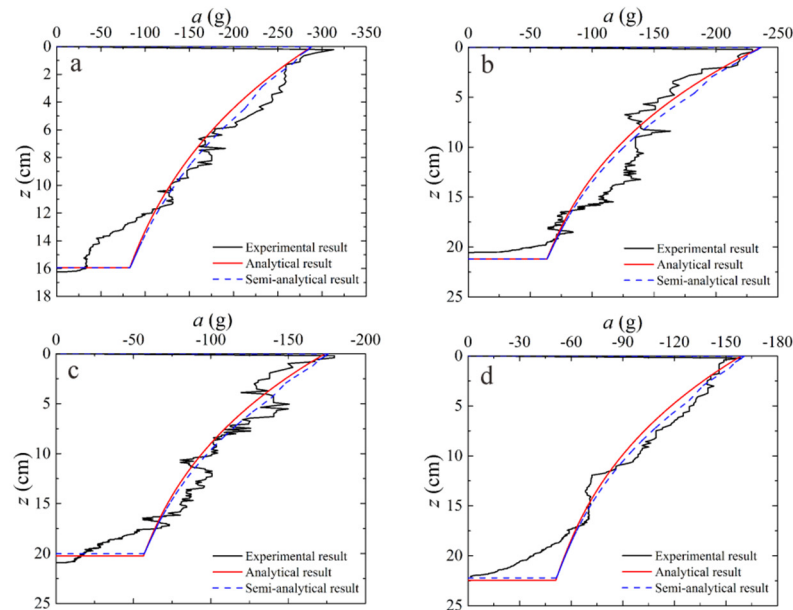 a (g)
0 -50 -100 -150 -200 -250 -300 -350
a
0
2
4
6
8
10
12
14
16
18
z (cm)
Experimental result
Analytical result
Semi-analytical result
a (g)
0 -50 -100 -150 -200 -250
b
0
5
10
15
20
25
z (cm)
Experimental result
Analytical result
Semi-analytical result
a (g)
0 -50 -100 -150 -200
c
0
5
10
15
20
25
z (cm)
Experimental result
Analytical result
Semi-analytical result
a (g)
0 -30 -60 -90 -120 -150 -180
d
0
5
10
15
20
25
z (cm)
Experimental result
Analytical result
Semi-analytical result